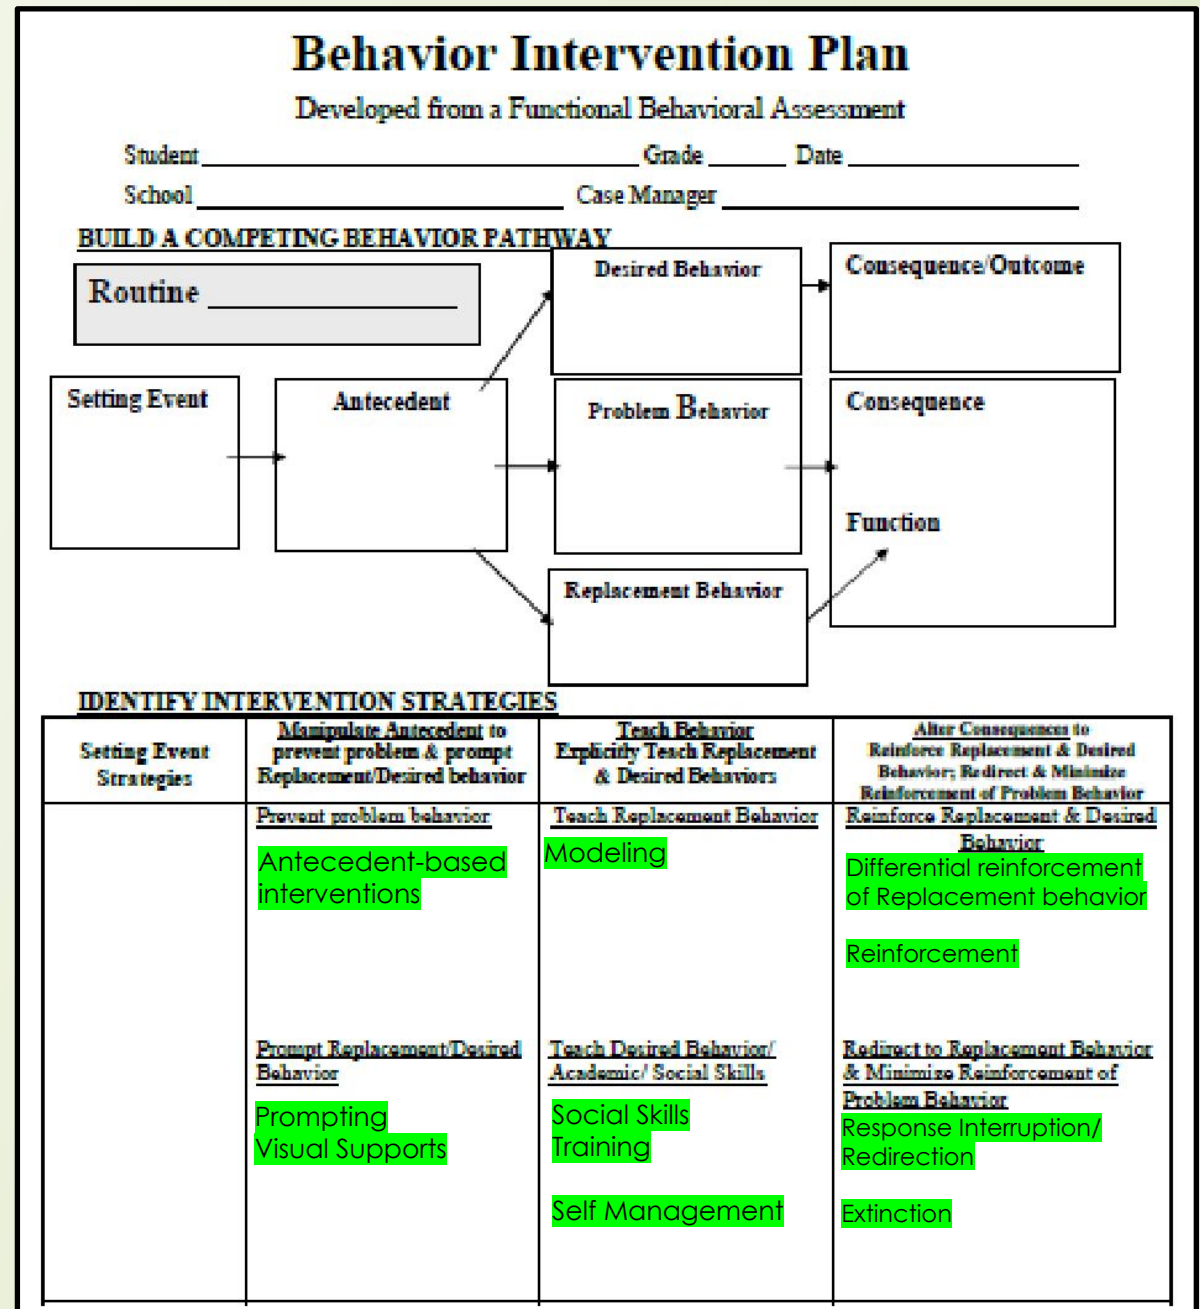 Behavior Intervention Plan
Developed from a Functional Behavioral Assessment
Student Grade Date
School Case Manager
BUILD A COMPETING BEHAVIOR PATHWAY
Routine
Desired Behavior
Consequence/Outcome
Setting Event
Antecedent
Problem Behavior
Consequence
Function
Replacement Behavior
IDENTIFY INTERVENTION STRATEGIES
Setting Event
Strategies
Manipulate Antecedent to
prevent problem & prompt
Replacement/Desired behavior
Teach Behavior
Explicitly Teach Replacement
& Desired Behaviors
Alter Consequences to
Reinforce Replacement & Desired
Behavior; Redirect & Minimize
Reinforcement of Problem Behavior
Prevent problem behavior
Antecedent-based
interventions
Teach Replacement Behavior
Modeling
Reinforce Replacement & Desired
Behavior
Differential reinforcement
of Replacement behavior
Reinforcement
Prompt Replacement/Desired
Behavior
Prompting
Visual Supports
Teach Desired Behavior/
Academic/ Social Skills
Social Skills
Training
Self Management
Redirect to Replacement Behavior
& Minimize Reinforcement of
Problem Behavior
Response Interruption/
Redirection
Extinction